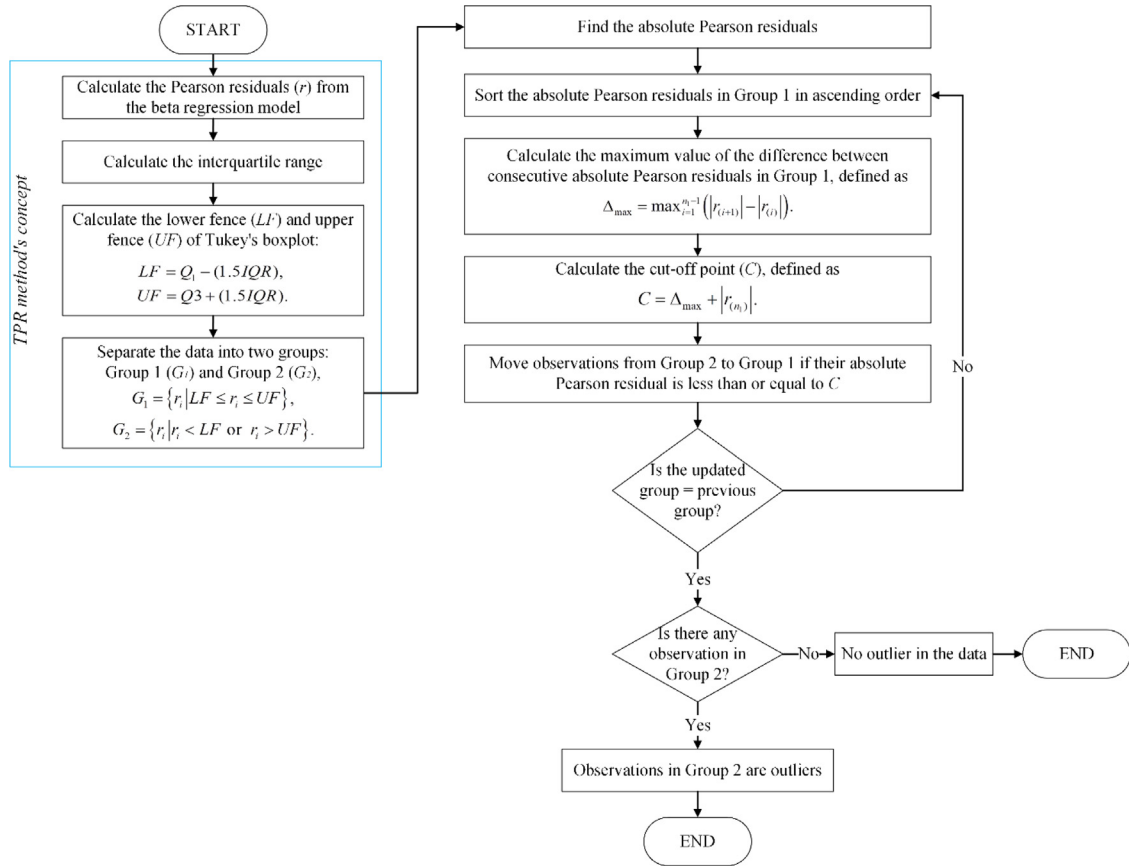 START
TPR method's concept
Calculate the Pearson residuals (r) from
the beta regression model
Calculate the interquartile range
Calculate the lower fence (LF) and upper
fence (UF) of Tukey's boxplot:
LF = Q₁ − (1.5IQR),
UF = Q3 + (1.5IQR).
Separate the data into two groups:
Group 1 (G₁) and Group 2 (G₂),
G₁ = {rᵢ|LF ≤ rᵢ ≤ UF},
G₂ = {rᵢ|rᵢ < LF or rᵢ > UF}.
Find the absolute Pearson residuals
Sort the absolute Pearson residuals in Group 1 in ascending order
Calculate the maximum value of the difference between
consecutive absolute Pearson residuals in Group 1, defined as
Δmax = max_{i=1}^{n₁−1}(|r₍ᵢ₊₁₎| − |r₍ᵢ₎|).
Calculate the cut-off point (C), defined as
C = Δmax + |r_(n₁)|.
Move observations from Group 2 to Group 1 if their absolute
Pearson residual is less than or equal to C
No
Is the updated
group = previous
group?
Yes
Is there any
observation in
Group 2?
No
No outlier in the data
END
Yes
Observations in Group 2 are outliers
END